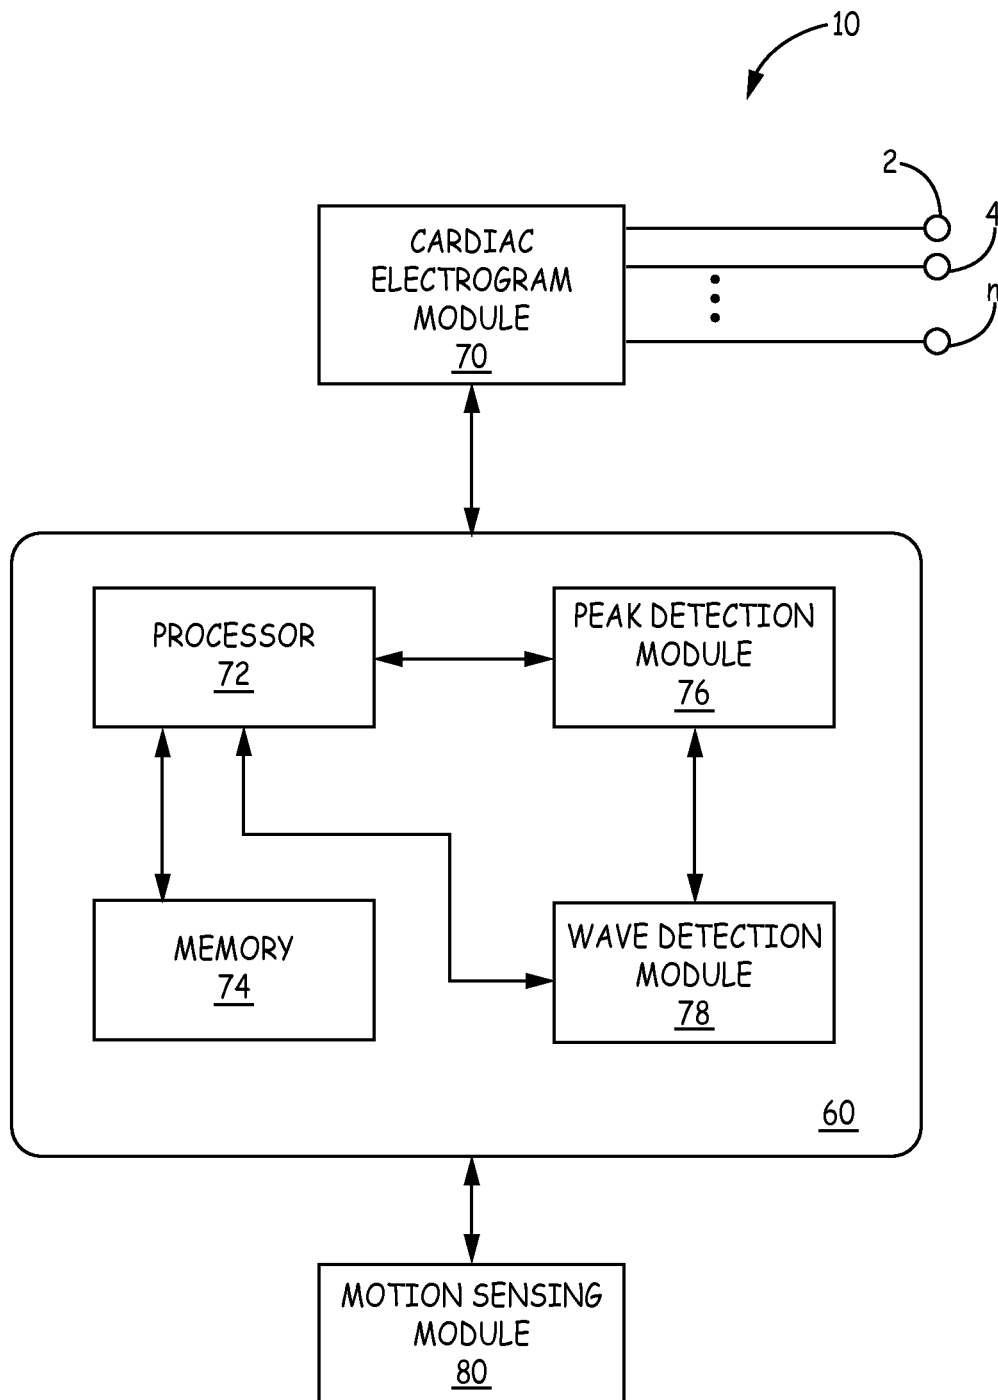 10
2
4
n
CARDIAC
ELECTROGRAM
MODULE
70
PROCESSOR
72
PEAK DETECTION
MODULE
76
MEMORY
74
WAVE DETECTION
MODULE
78
60
MOTION SENSING
MODULE
80